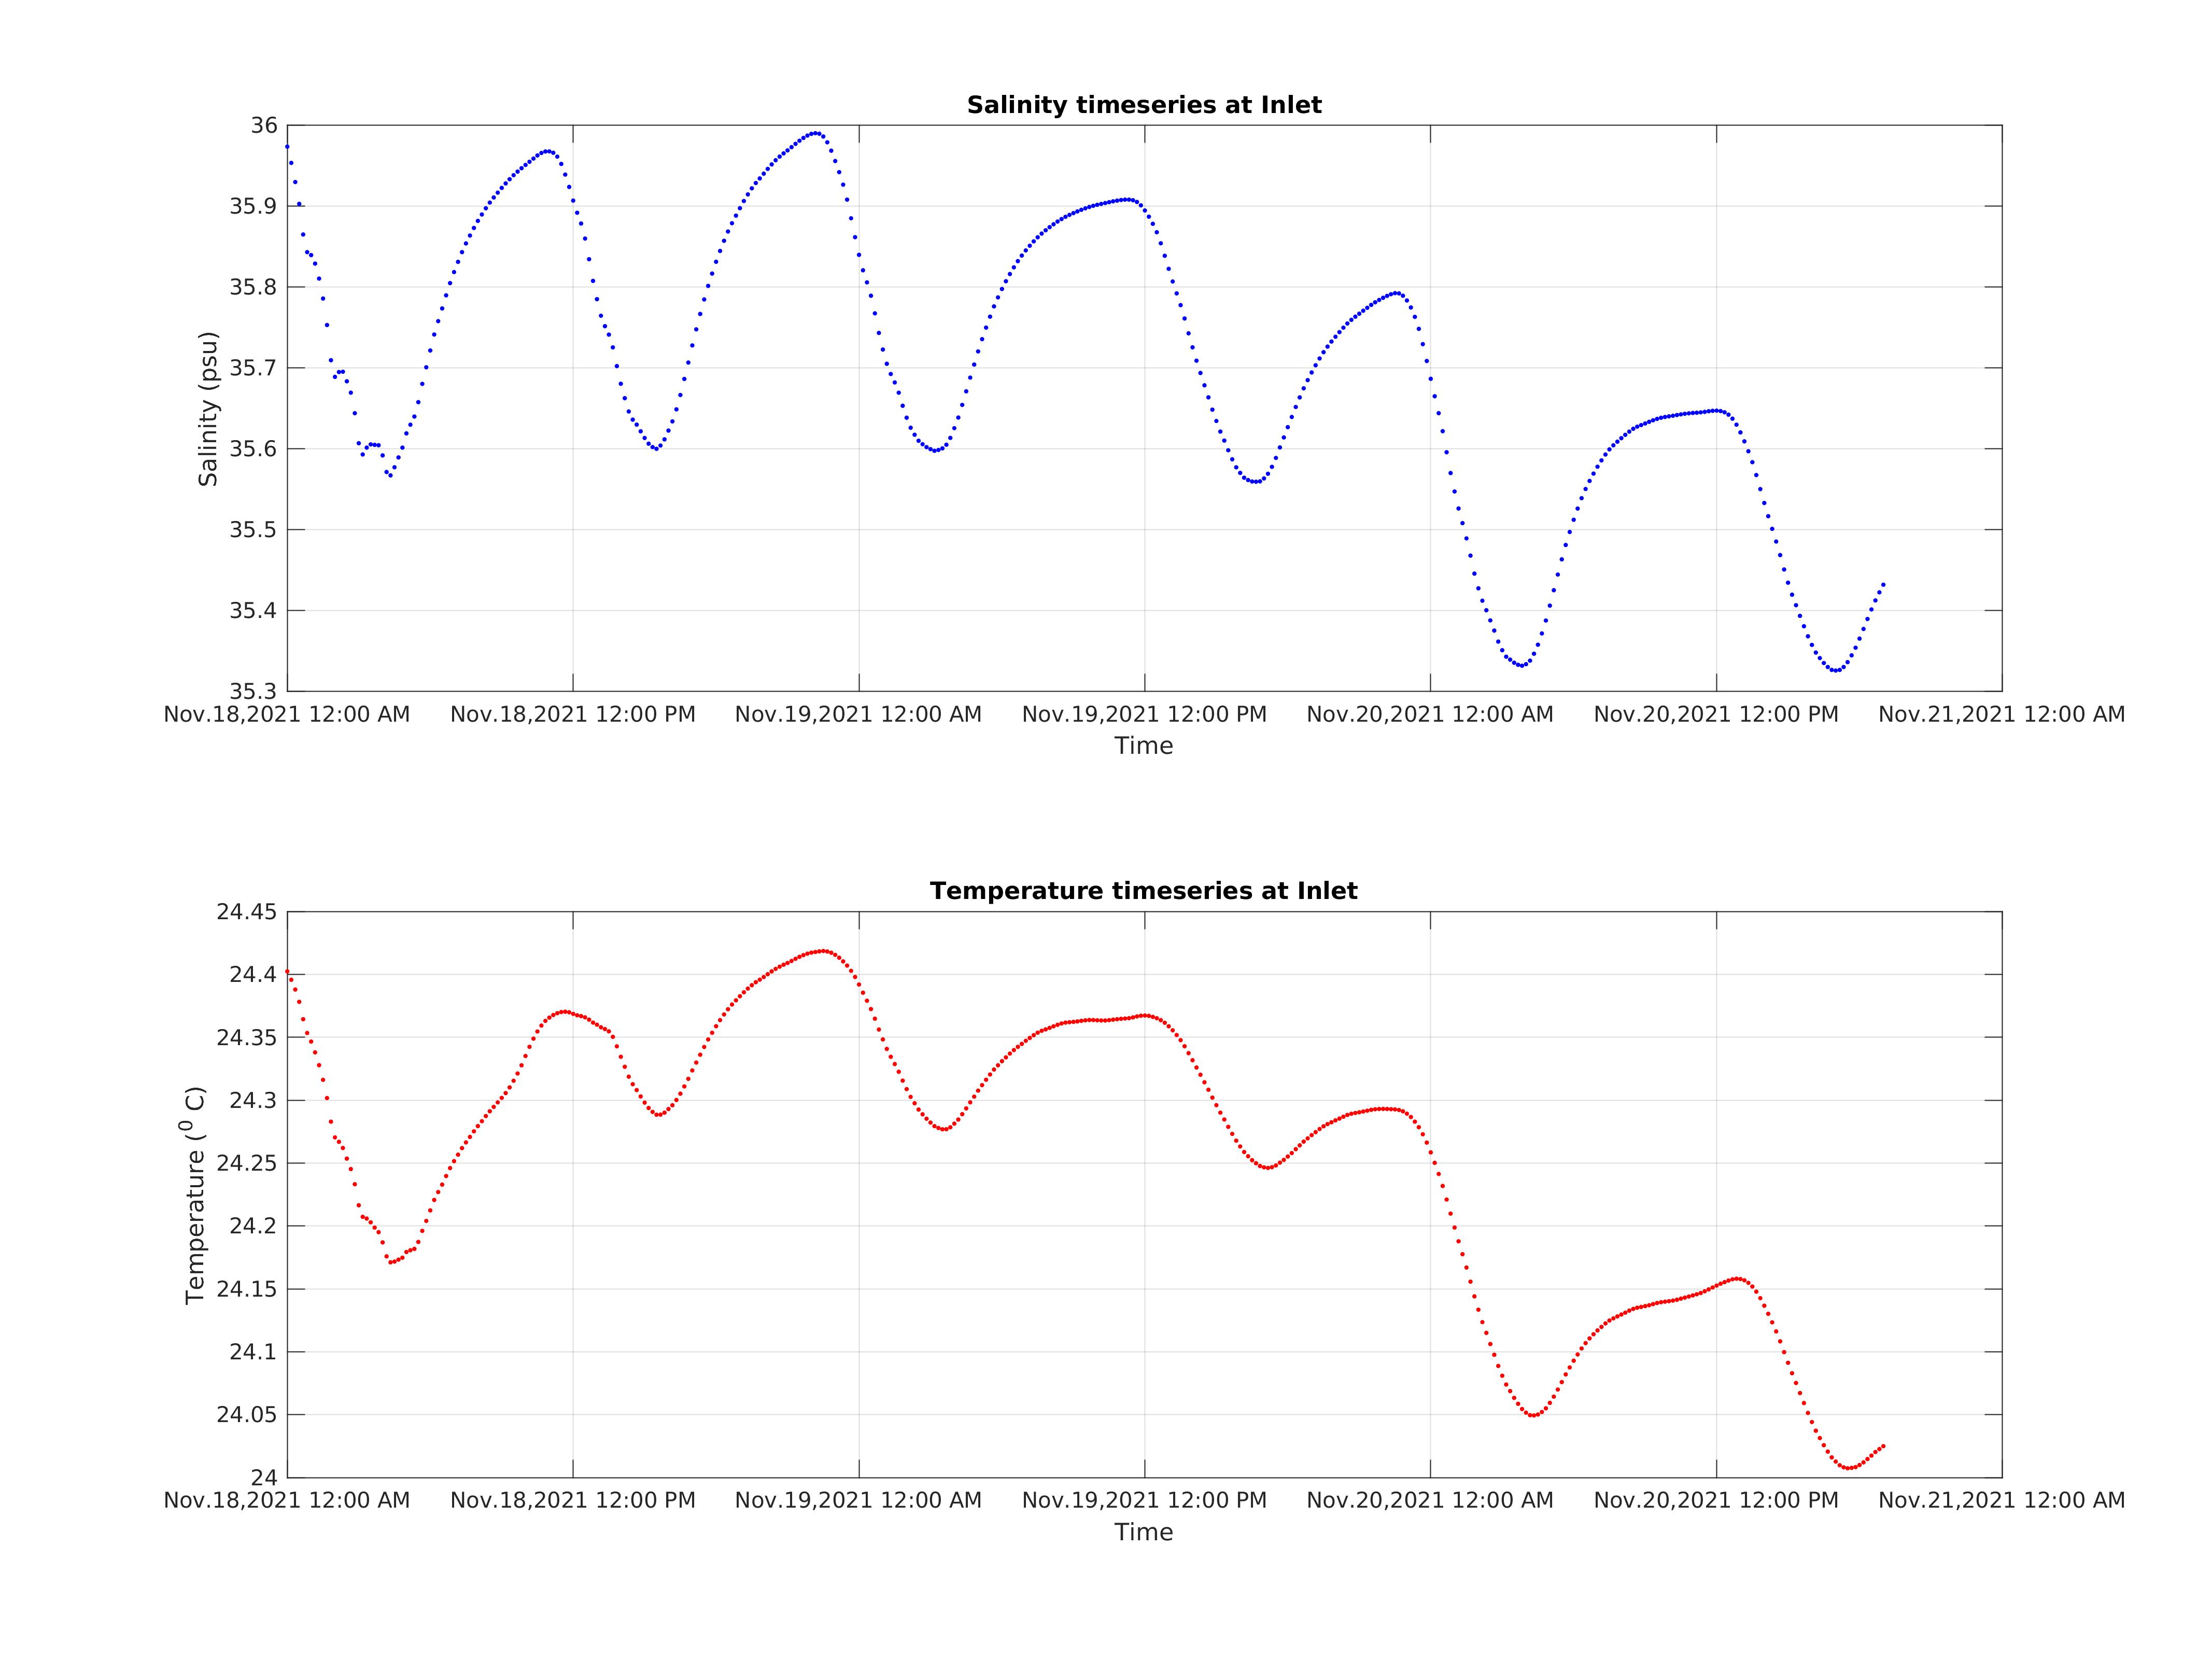 Salinity timeseries at Inlet
36
35.9
35.8
35.7
35.6
35.5
35.4
35.3
Salinity (psu)
Nov.18,2021 12:00 AM Nov.18,2021 12:00 PM Nov.19,2021 12:00 AM Nov.19,2021 12:00 PM Nov.20,2021 12:00 AM Nov.20,2021 12:00 PM Nov.21,2021 12:00 AM
Time
Temperature timeseries at Inlet
24.45
24.4
24.35
24.3
24.25
24.2
24.15
24.1
24.05
24
Temperature (⁰ C)
Nov.18,2021 12:00 AM Nov.18,2021 12:00 PM Nov.19,2021 12:00 AM Nov.19,2021 12:00 PM Nov.20,2021 12:00 AM Nov.20,2021 12:00 PM Nov.21,2021 12:00 AM
Time